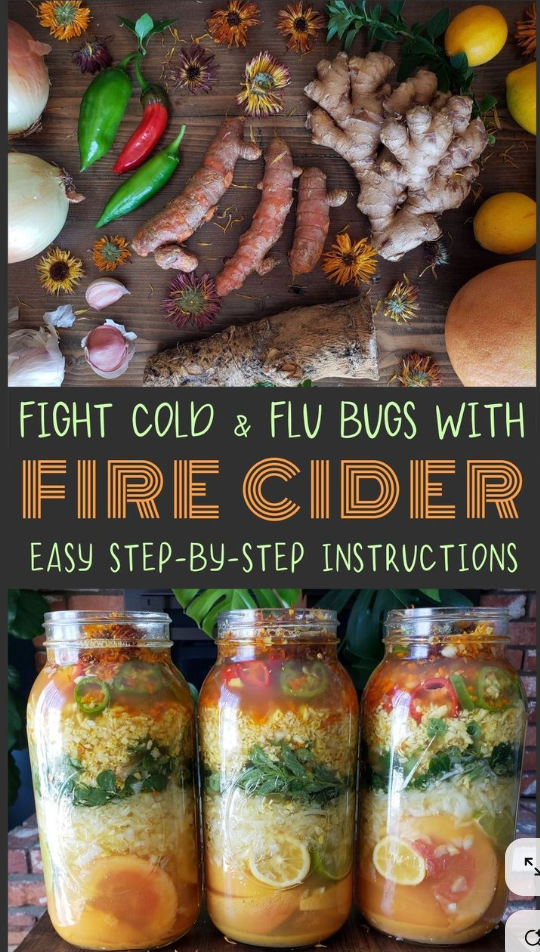 FIGHT COLD & FLU BUGS WITH
FIRE CIDER
EASY STEP-BY-STEP INSTRUCTIONS